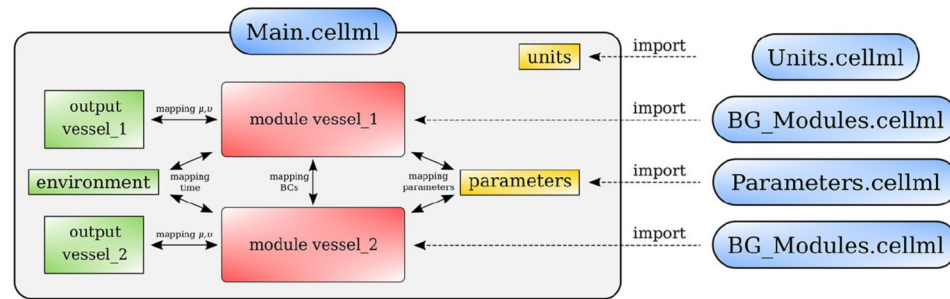 Main.cellml
units
import
Units.cellml
output
vessel_1
mapping μ,υ
module vessel_1
import
BG_Modules.cellml
environment
mapping
time
mapping
BCs
mapping
parameters
parameters
import
Parameters.cellml
output
vessel_2
mapping μ,υ
module vessel_2
import
BG_Modules.cellml